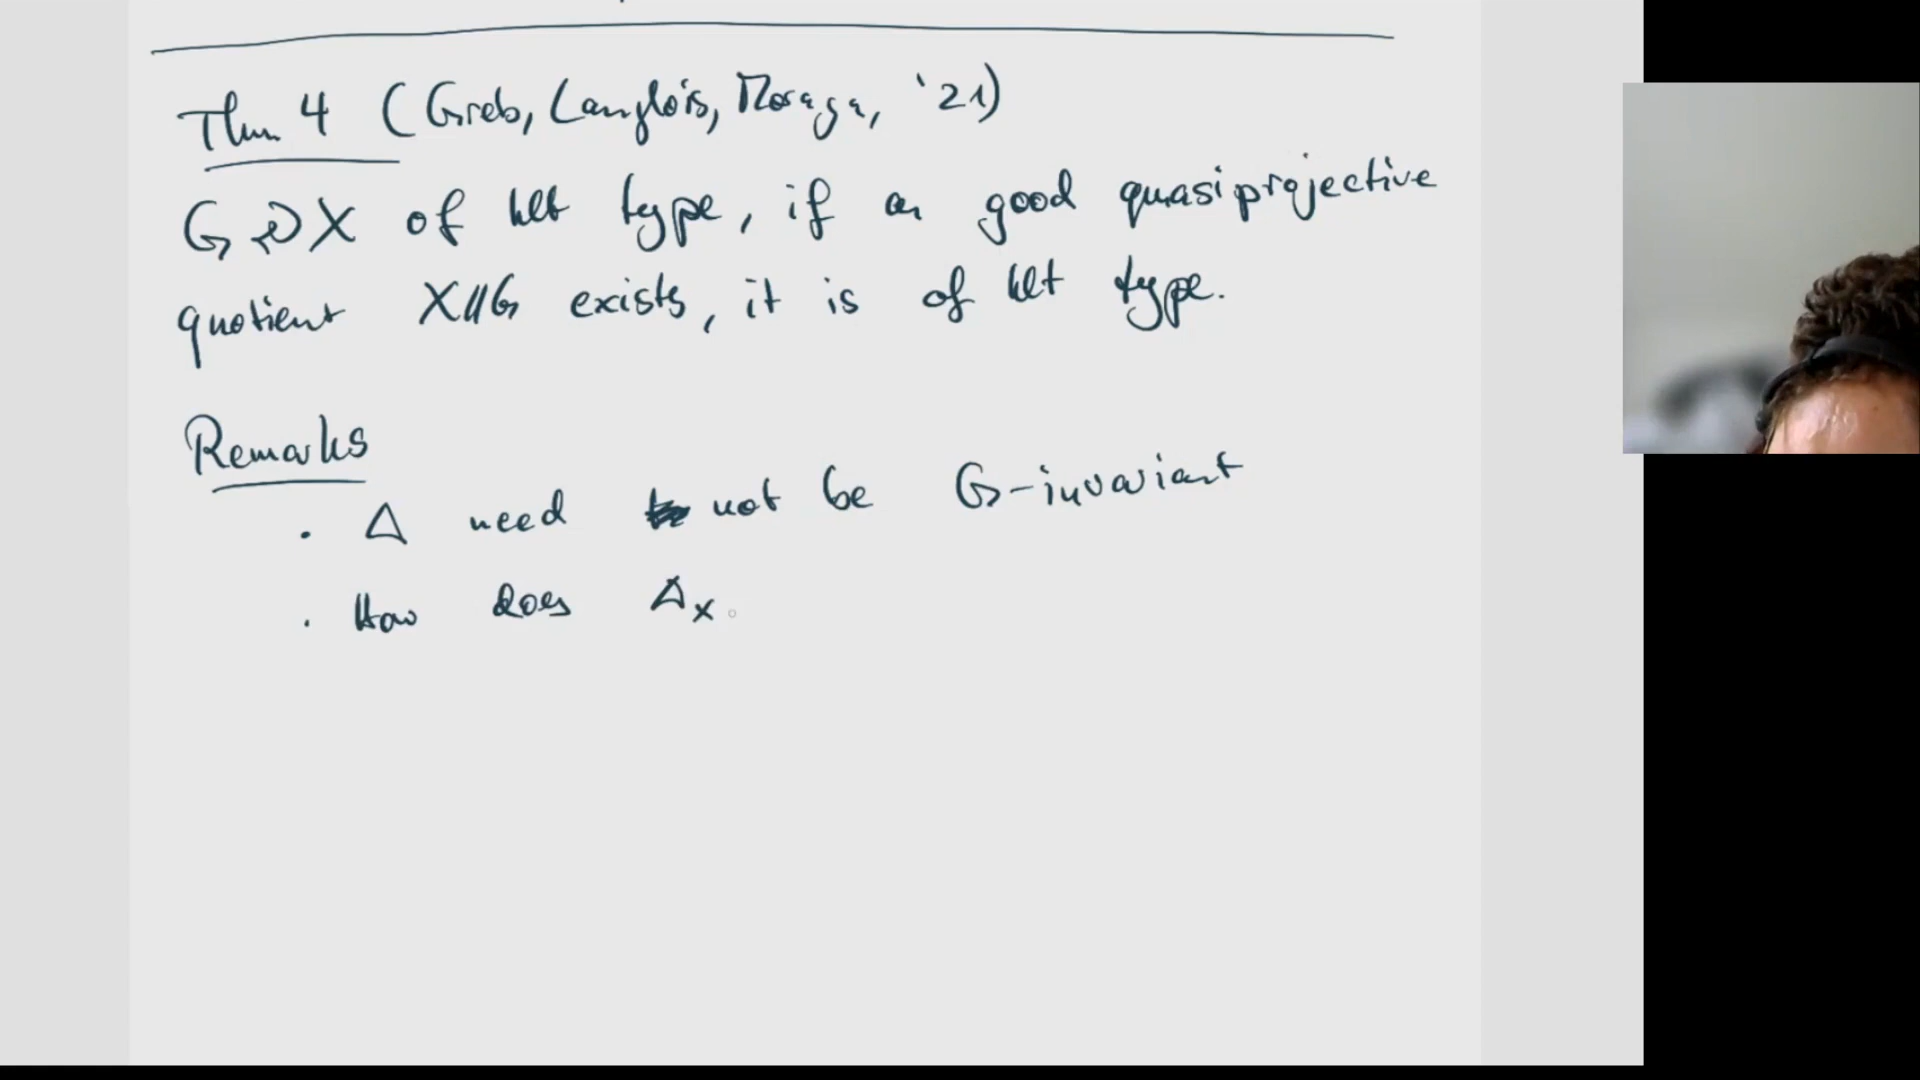 Thm 4 (Greb, Langlois, Moraga, '21)
G ⟳ X of klt type, if a good quasiprojective
quotient X//G exists, it is of klt type.
Remarks
· Δ need not be G-invariant
· How does Δ_X